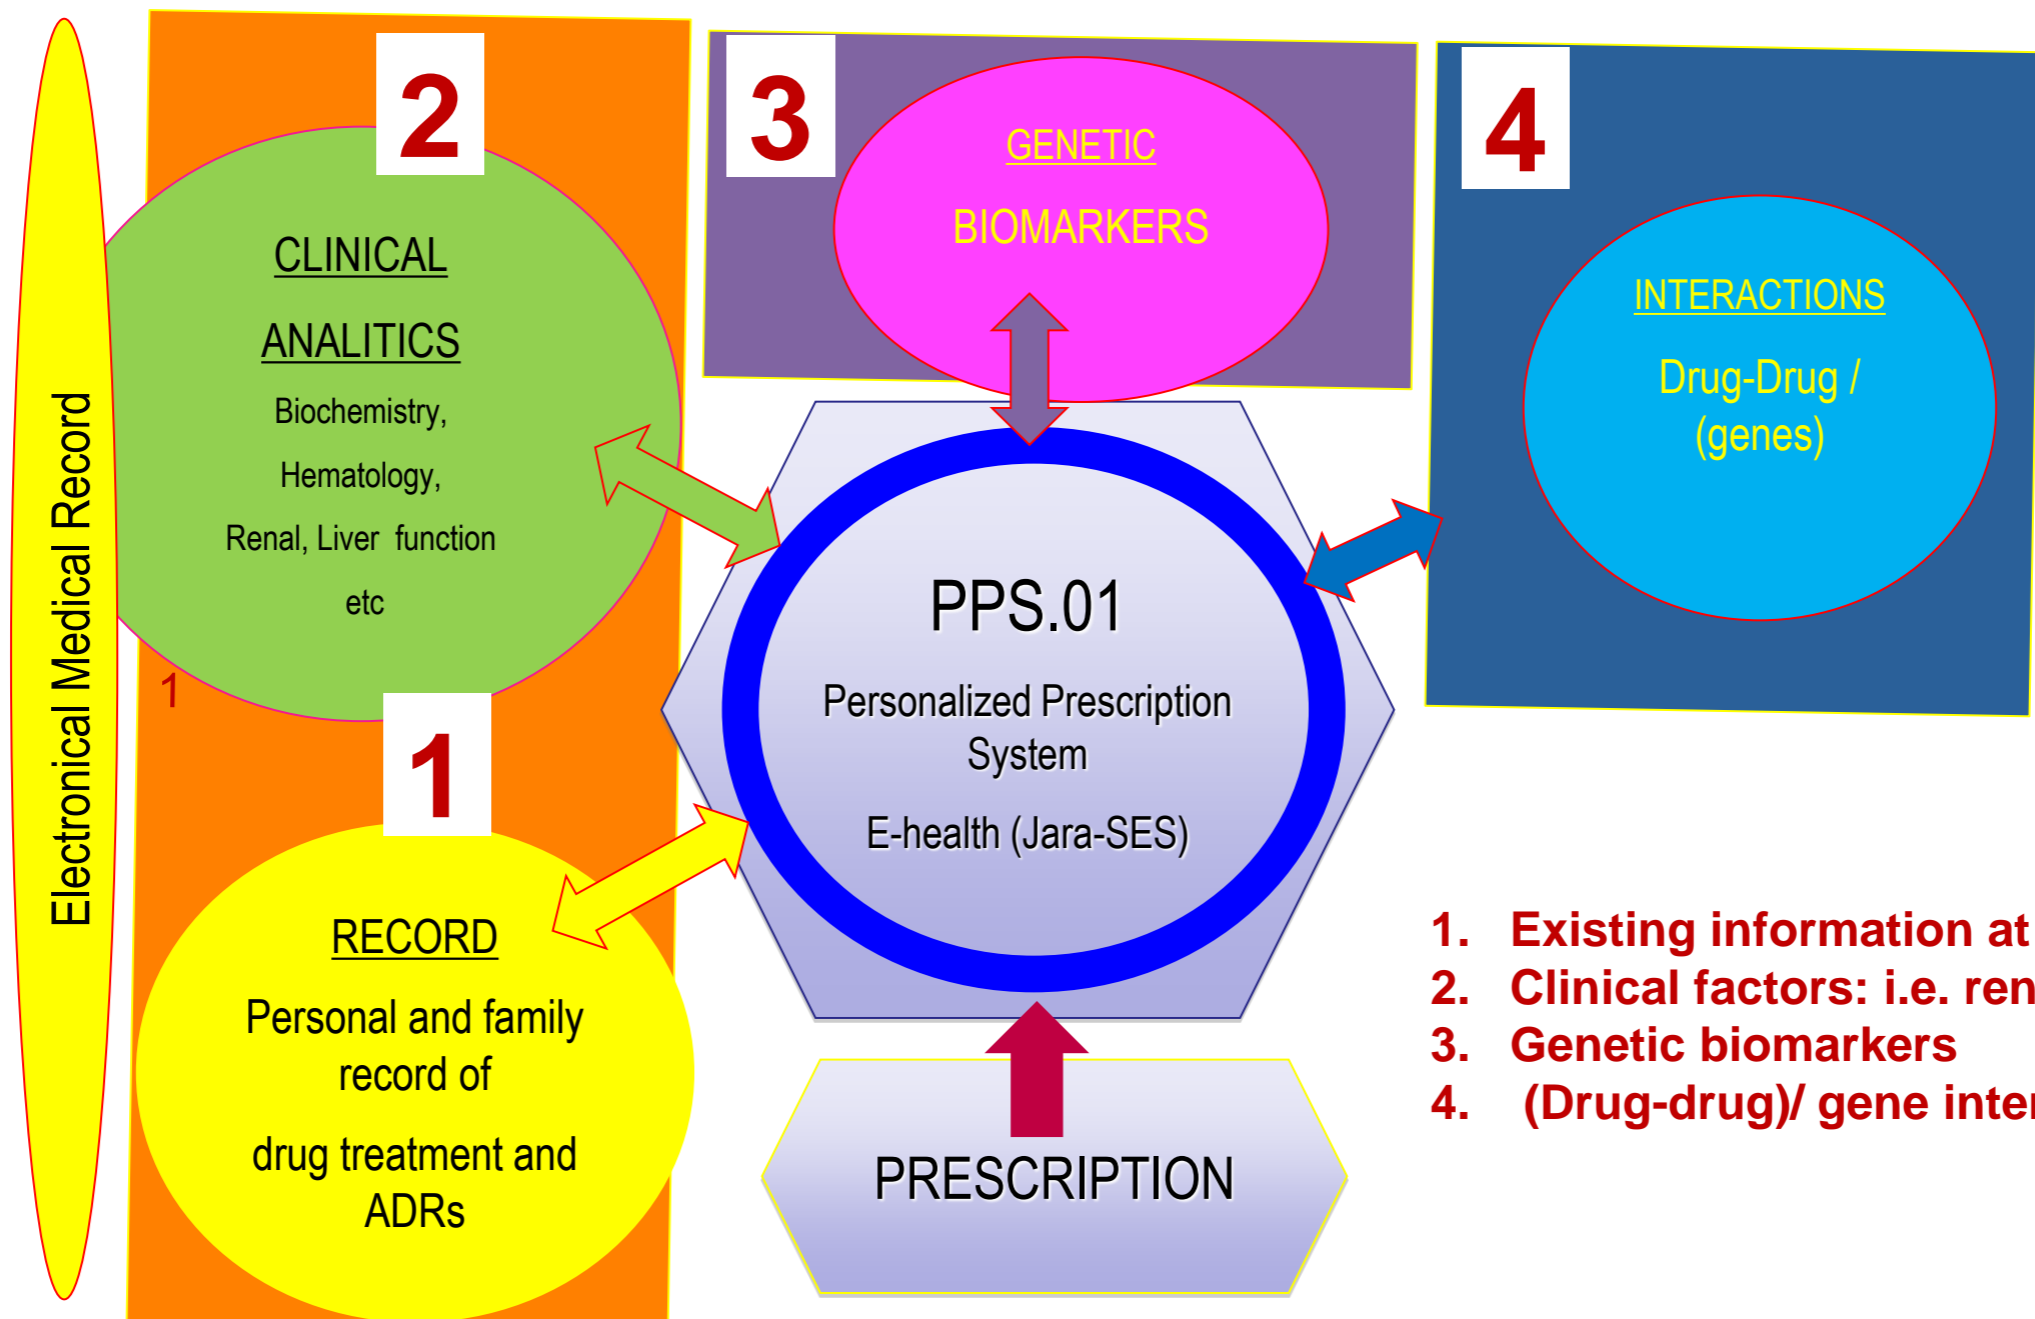 Electronical Medical Record
2
CLINICAL
ANALITICS
Biochemistry,
Hematology,
Renal, Liver function
etc
1
1
RECORD
Personal and family
record of
drug treatment and
ADRs
3
GENETIC
BIOMARKERS
4
INTERACTIONS
Drug-Drug /
(genes)
PPS.01
Personalized Prescription
System
E-health (Jara-SES)
PRESCRIPTION
1. Existing information at
2. Clinical factors: i.e.
3. Genetic biomarkers
4. (Drug-drug)/ gene